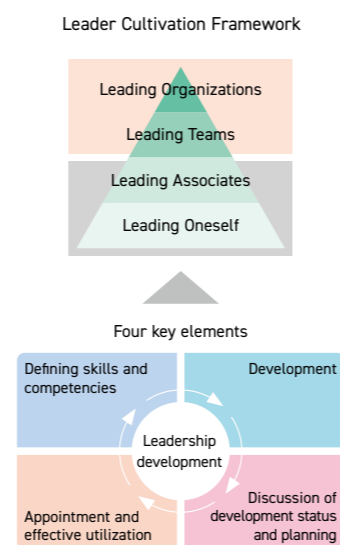 Leader Cultivation Framework
Leading Organizations
Leading Teams
Leading Associates
Leading Oneself
Four key elements
Defining skills and
competencies
Development
Leadership
development
Appointment and
effective utilization
Discussion of
development status
and planning